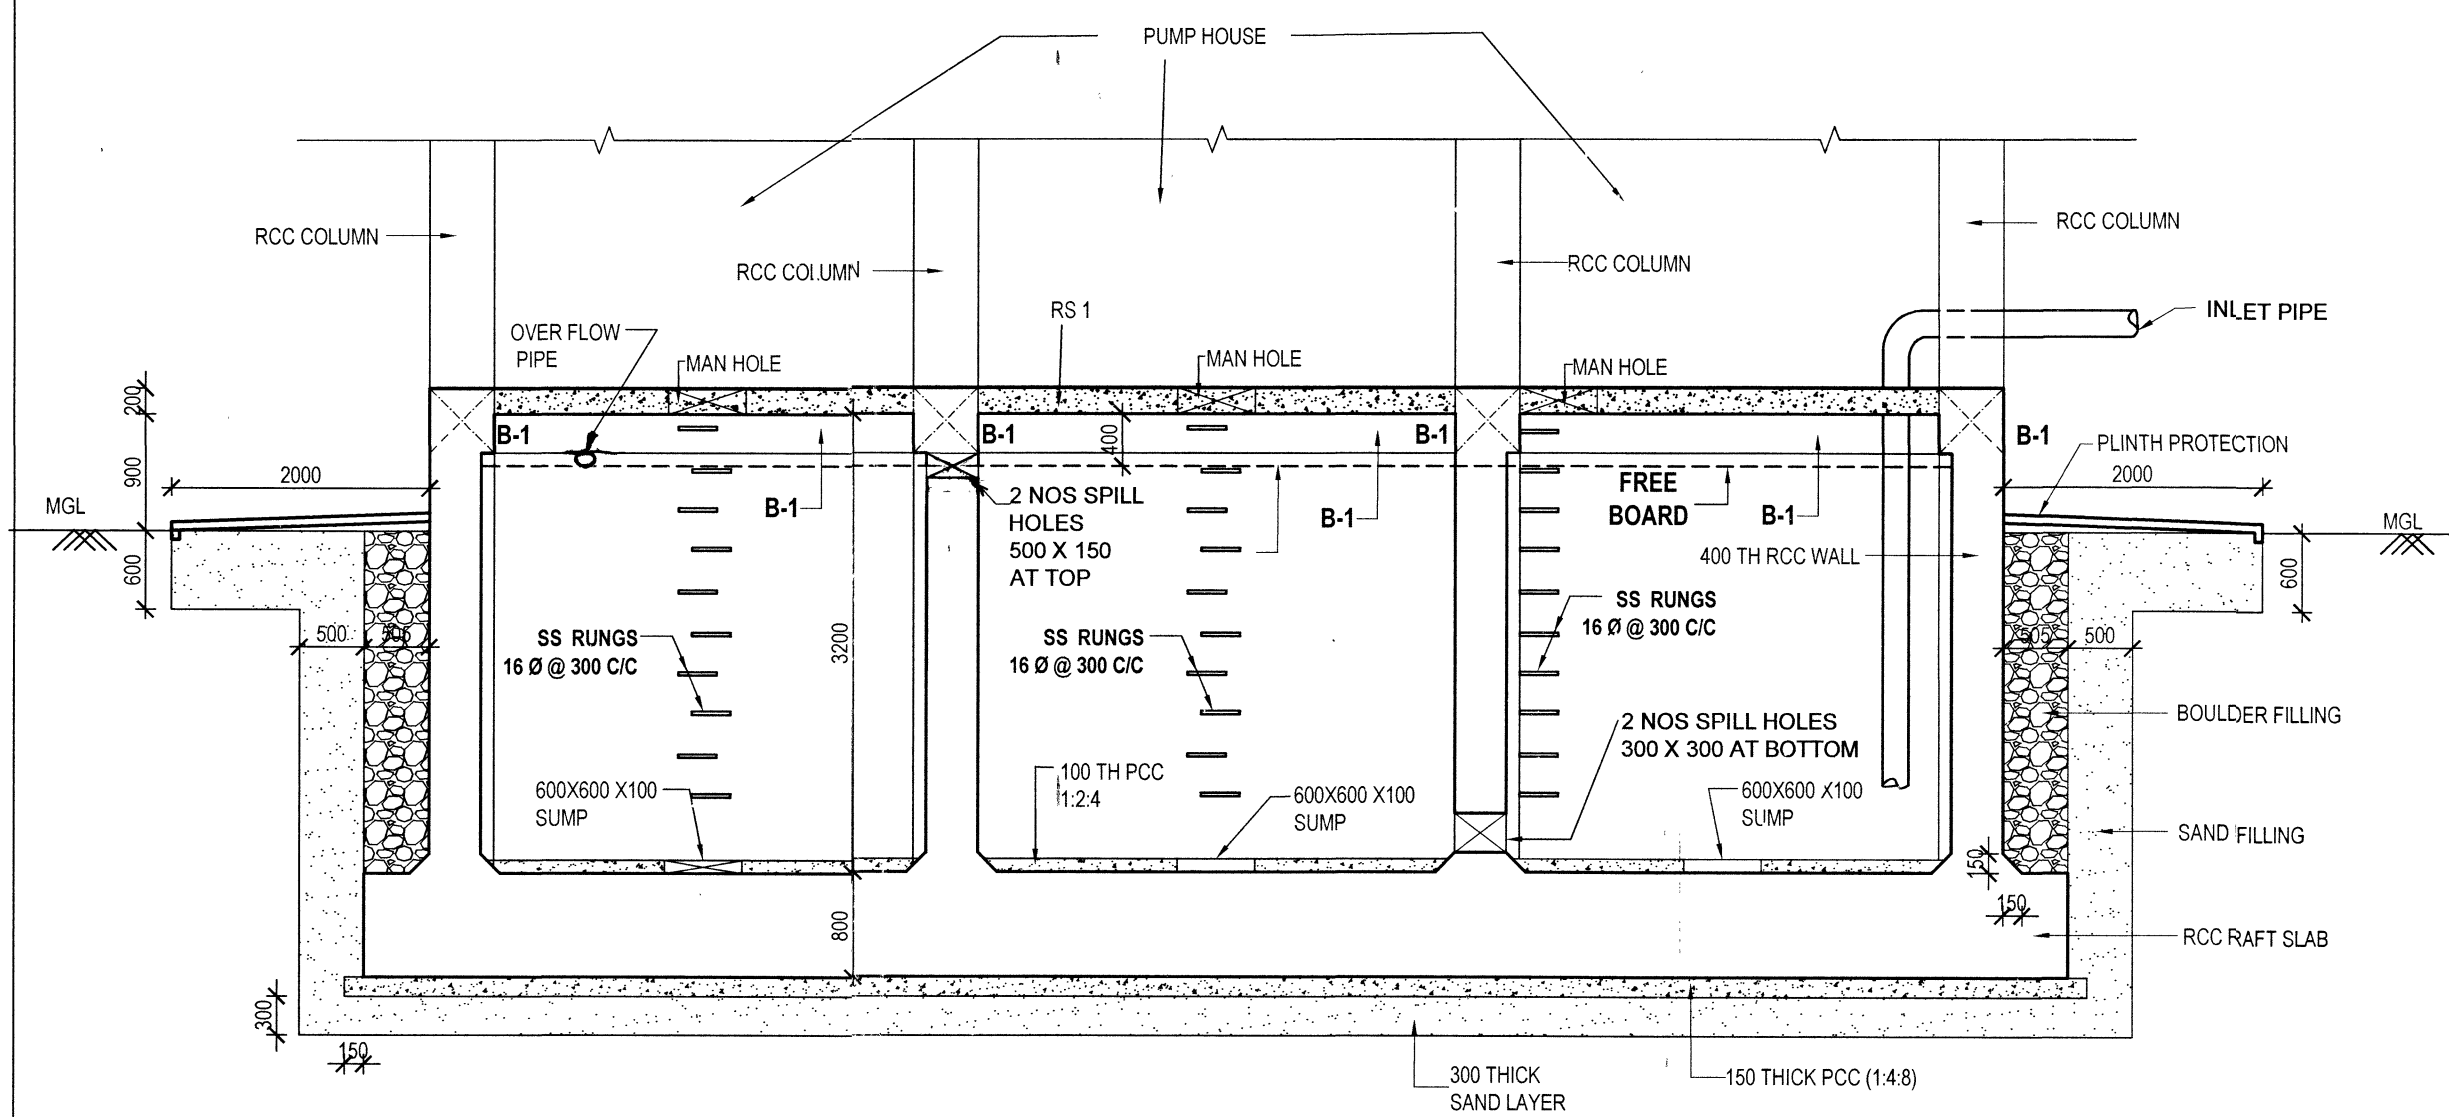 PUMP HOUSE
RCC COLUMN
RCC COLUMN
RCC COLUMN
RCC COLUMN
INLET PIPE
OVER FLOW
PIPE
MAN HOLE
RS 1
MAN HOLE
MAN HOLE
200
900
600
MGL
2000
B-1
B-1
B-1
B-1
400
PLINTH PROTECTION
2000
MGL
600
B-1
2 NOS SPILL
HOLES
500 X 150
AT TOP
B-1
FREE
BOARD
B-1
400 TH RCC WALL
500
505
3200
SS RUNGS
16 Ø @ 300 C/C
SS RUNGS
16 Ø @ 300 C/C
SS RUNGS
16 Ø @ 300 C/C
505
500
2 NOS SPILL HOLES
300 X 300 AT BOTTOM
BOULDER FILLING
600X600 X100
SUMP
100 TH PCC
1:2:4
600X600 X100
SUMP
600X600 X100
SUMP
SAND FILLING
150
150
800
RCC RAFT SLAB
300
150
300 THICK
SAND LAYER
150 THICK PCC (1:4:8)